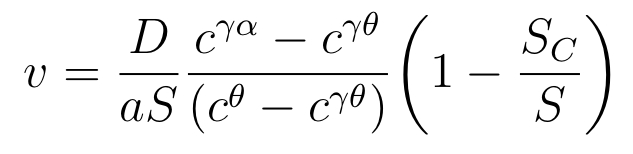 v = \frac{D}{aS} \frac{c^{\gamma\alpha} - c^{\gamma\theta}}{(c^{\theta} - c^{\gamma\theta})} \left( 1 - \frac{S_C}{S} \right)